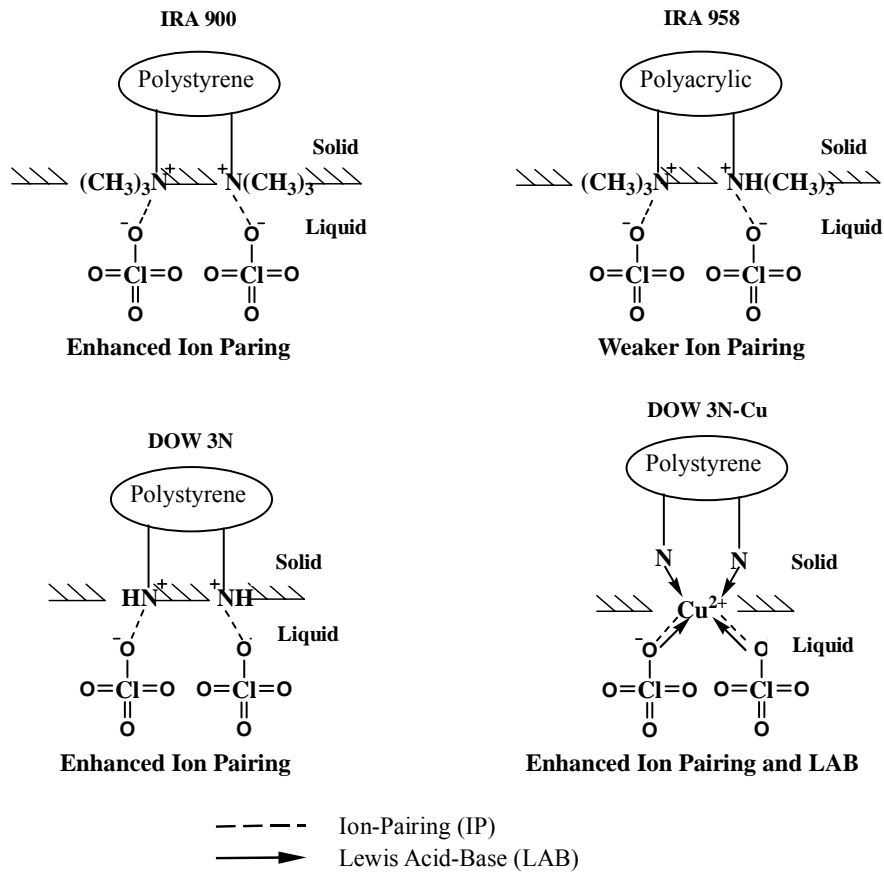 IRA 900
IRA 958
Polystyrene
Polyacrylic
Solid
Solid
(CH3)3N+ +N(CH3)3
(CH3)3N+ +NH(CH3)3
Liquid
Liquid
−O O−
−O O−
O=Cl=O O=Cl=O
O=Cl=O O=Cl=O
O O
O O
Enhanced Ion Paring
Weaker Ion Pairing
DOW 3N
DOW 3N-Cu
Polystyrene
Polystyrene
Solid
N N
Solid
HN+ +NH
Cu2+
Liquid
Liquid
−O O
−O O
O=Cl=O O=Cl=O
O=Cl=O O=Cl=O
O O
O O
Enhanced Ion Pairing
Enhanced Ion Pairing and LAB
Ion-Pairing (IP)
Lewis Acid-Base (LAB)